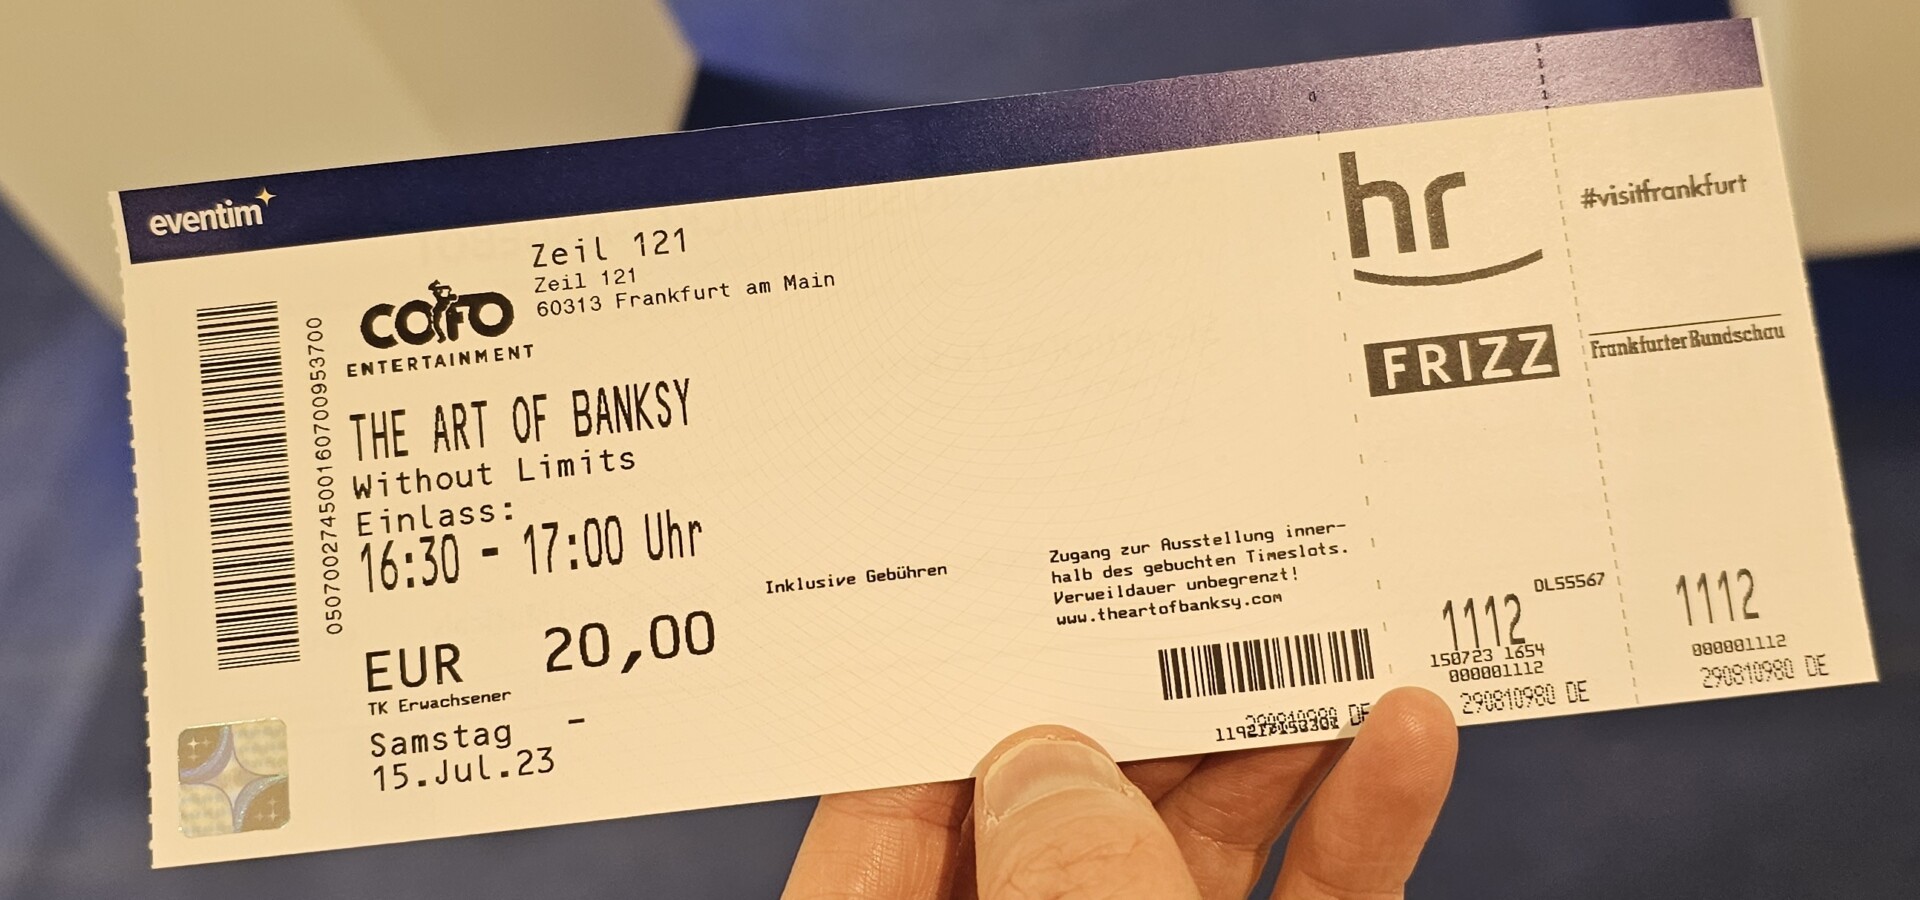 eventim
Zeil 121
Zeil 121
60313 Frankfurt am Main
COFO
ENTERTAINMENT
THE ART OF BANKSY
Without Limits
Einlass:
16:30 - 17:00 Uhr
Inklusive Gebühren
EUR 20,00
TK Erwachsener
Samstag -
15.Jul.23
050700274500160700953700
Zugang zur Ausstellung inner-
halb des gebuchten Timeslots.
Verweildauer unbegrenzt!
www.theartofbanksy.com
DE
hr
FRIZZ
DL55567
1112
150723 1654
000001112
290810980 DE
#visitfrankfurt
Frankfurter Rundschau
1112
000001112
290810980 DE